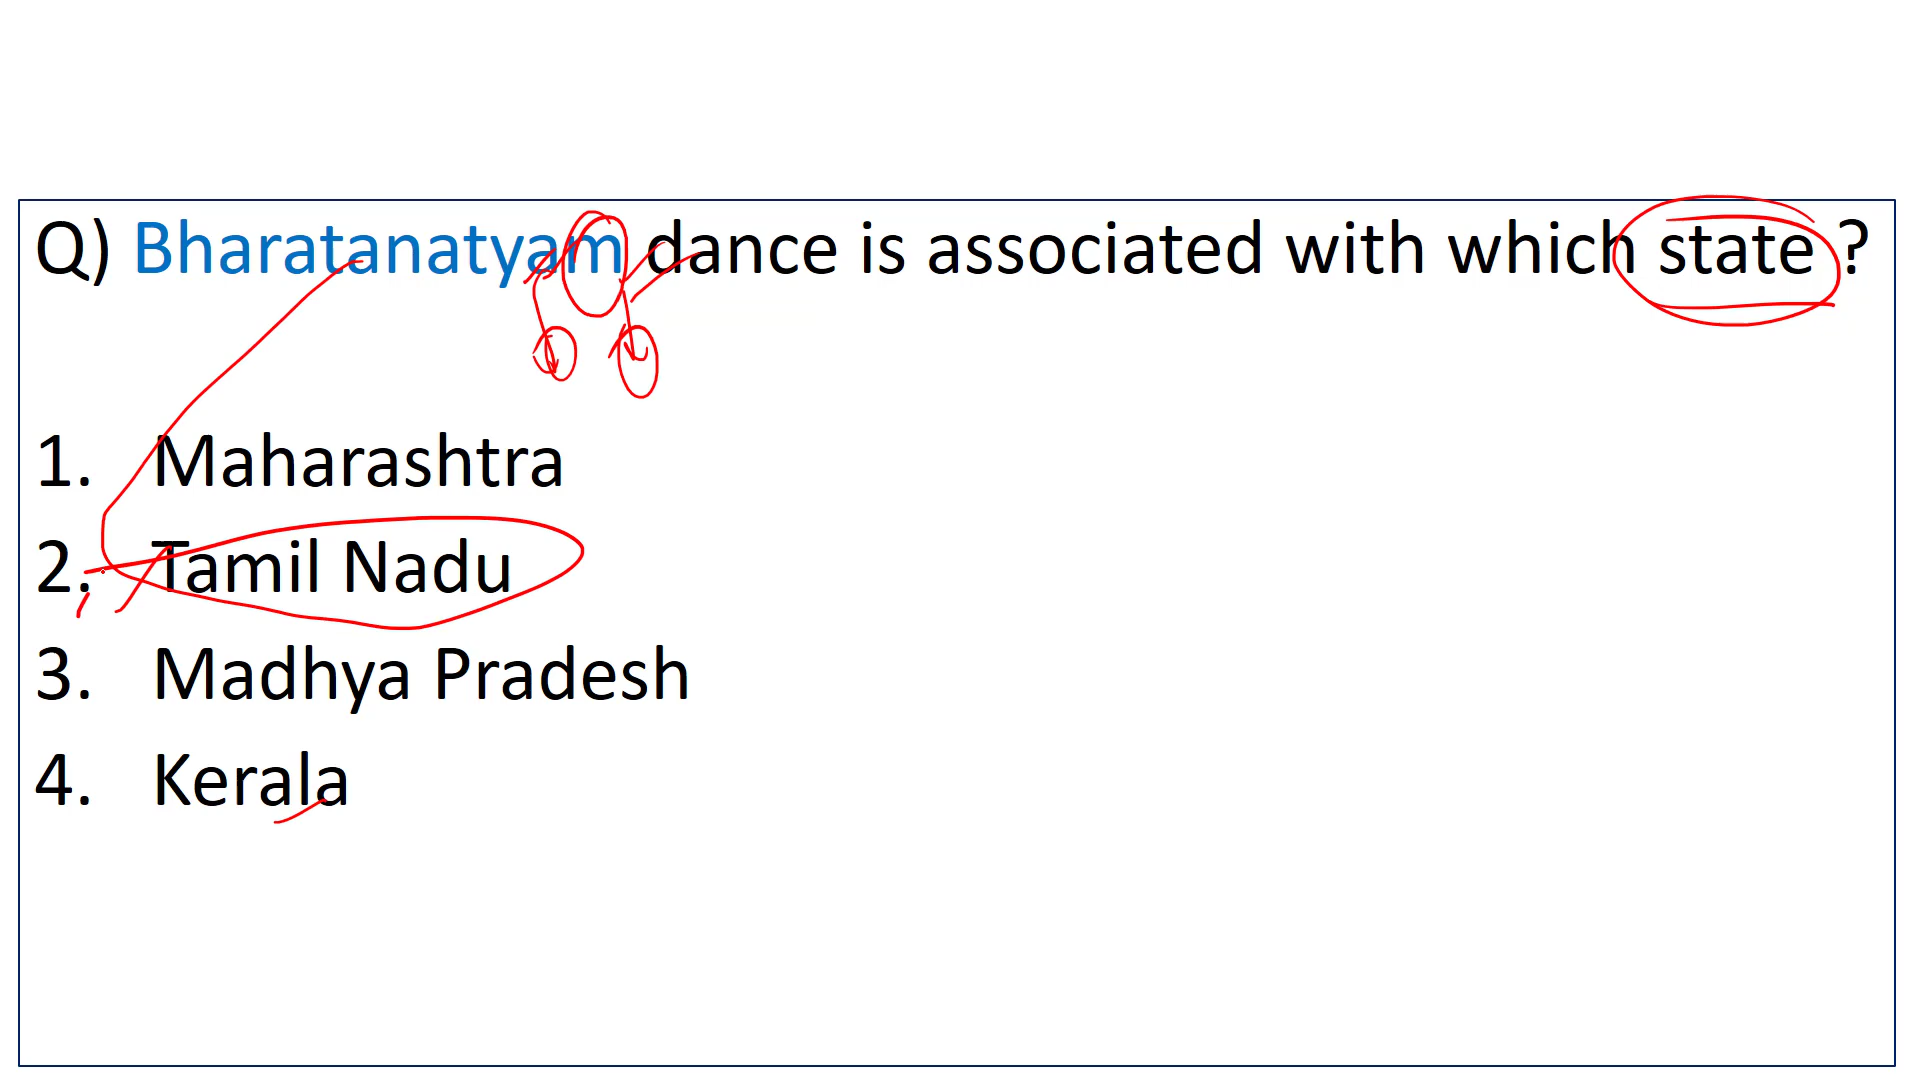 Q) Bharatanatyam dance is associated with which state ?
1. Maharashtra
2. Tamil Nadu
3. Madhya Pradesh
4. Kerala